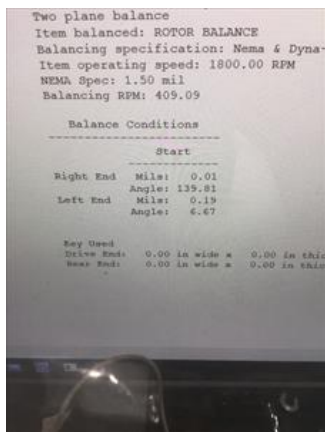 Two plane balance
Item balanced: ROTOR BALANCE
Balancing specification: Nema & Dyna-
Item operating speed: 1800.00 RPM
NEMA Spec: 1.50 mil
Balancing RPM: 409.09
Balance Conditions
Start
Right End Mils: 0.01
Angle: 139.81
Left End Mils: 0.19
Angle: 6.67
Key Used
Drive End: 0.00 in wide x 0.00 in thic
Rear End: 0.00 in wide x 0.00 in thic